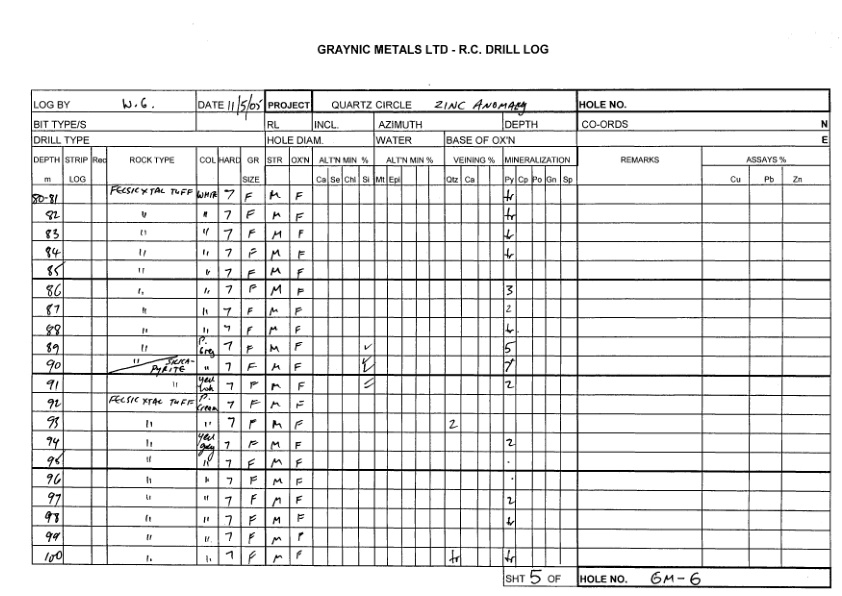 GRAYNIC METALS LTD - R.C. DRILL LOG
LOG BY W.G. DATE 11/5/05 PROJECT QUARTZ CIRCLE ZINC ANOMALY HOLE NO.
BIT TYPE/S RL INCL. AZIMUTH DEPTH CO-ORDS N
DRILL TYPE HOLE DIAM. WATER BASE OF OX'N E
DEPTH STRIP Rec ROCK TYPE COL HARD GR STR OX'N ALT'N MIN % ALT'N MIN % VEINING % MINERALIZATION REMARKS ASSAYS %
m LOG SIZE Ca Se Chl Si Mt Epi Qtz Ca Py Cp Po Gn Sp Cu Pb Zn
80-81 FELSIC XTAL TUFF WHITE 7 F M F tr
82 " " 7 F M F tr
83 " " 7 F M F tr
84 " " 7 F M F tr
85 " " 7 F M F
86 " " 7 F M F 3
87 " " 7 F M F 2
88 " " 7 F M F tr
89 " P. Grey 7 F M F ✓ 5
90 " SILICA-PYRITE " 7 F M F 7
91 " 7 F M F 2
92 FELSIC XTAL TUFF P. Cream 7 F M F
93 " " 7 F M F 2
94 " yell grey 7 F M F 2
95 " " 7 F M F .
96 " " 7 F M F .
97 " " 7 F M F 2
98 " " 7 F M F tr
99 " " 7 F M F
100 " " 7 F M F tr tr
SHT 5 OF HOLE NO. GM-6